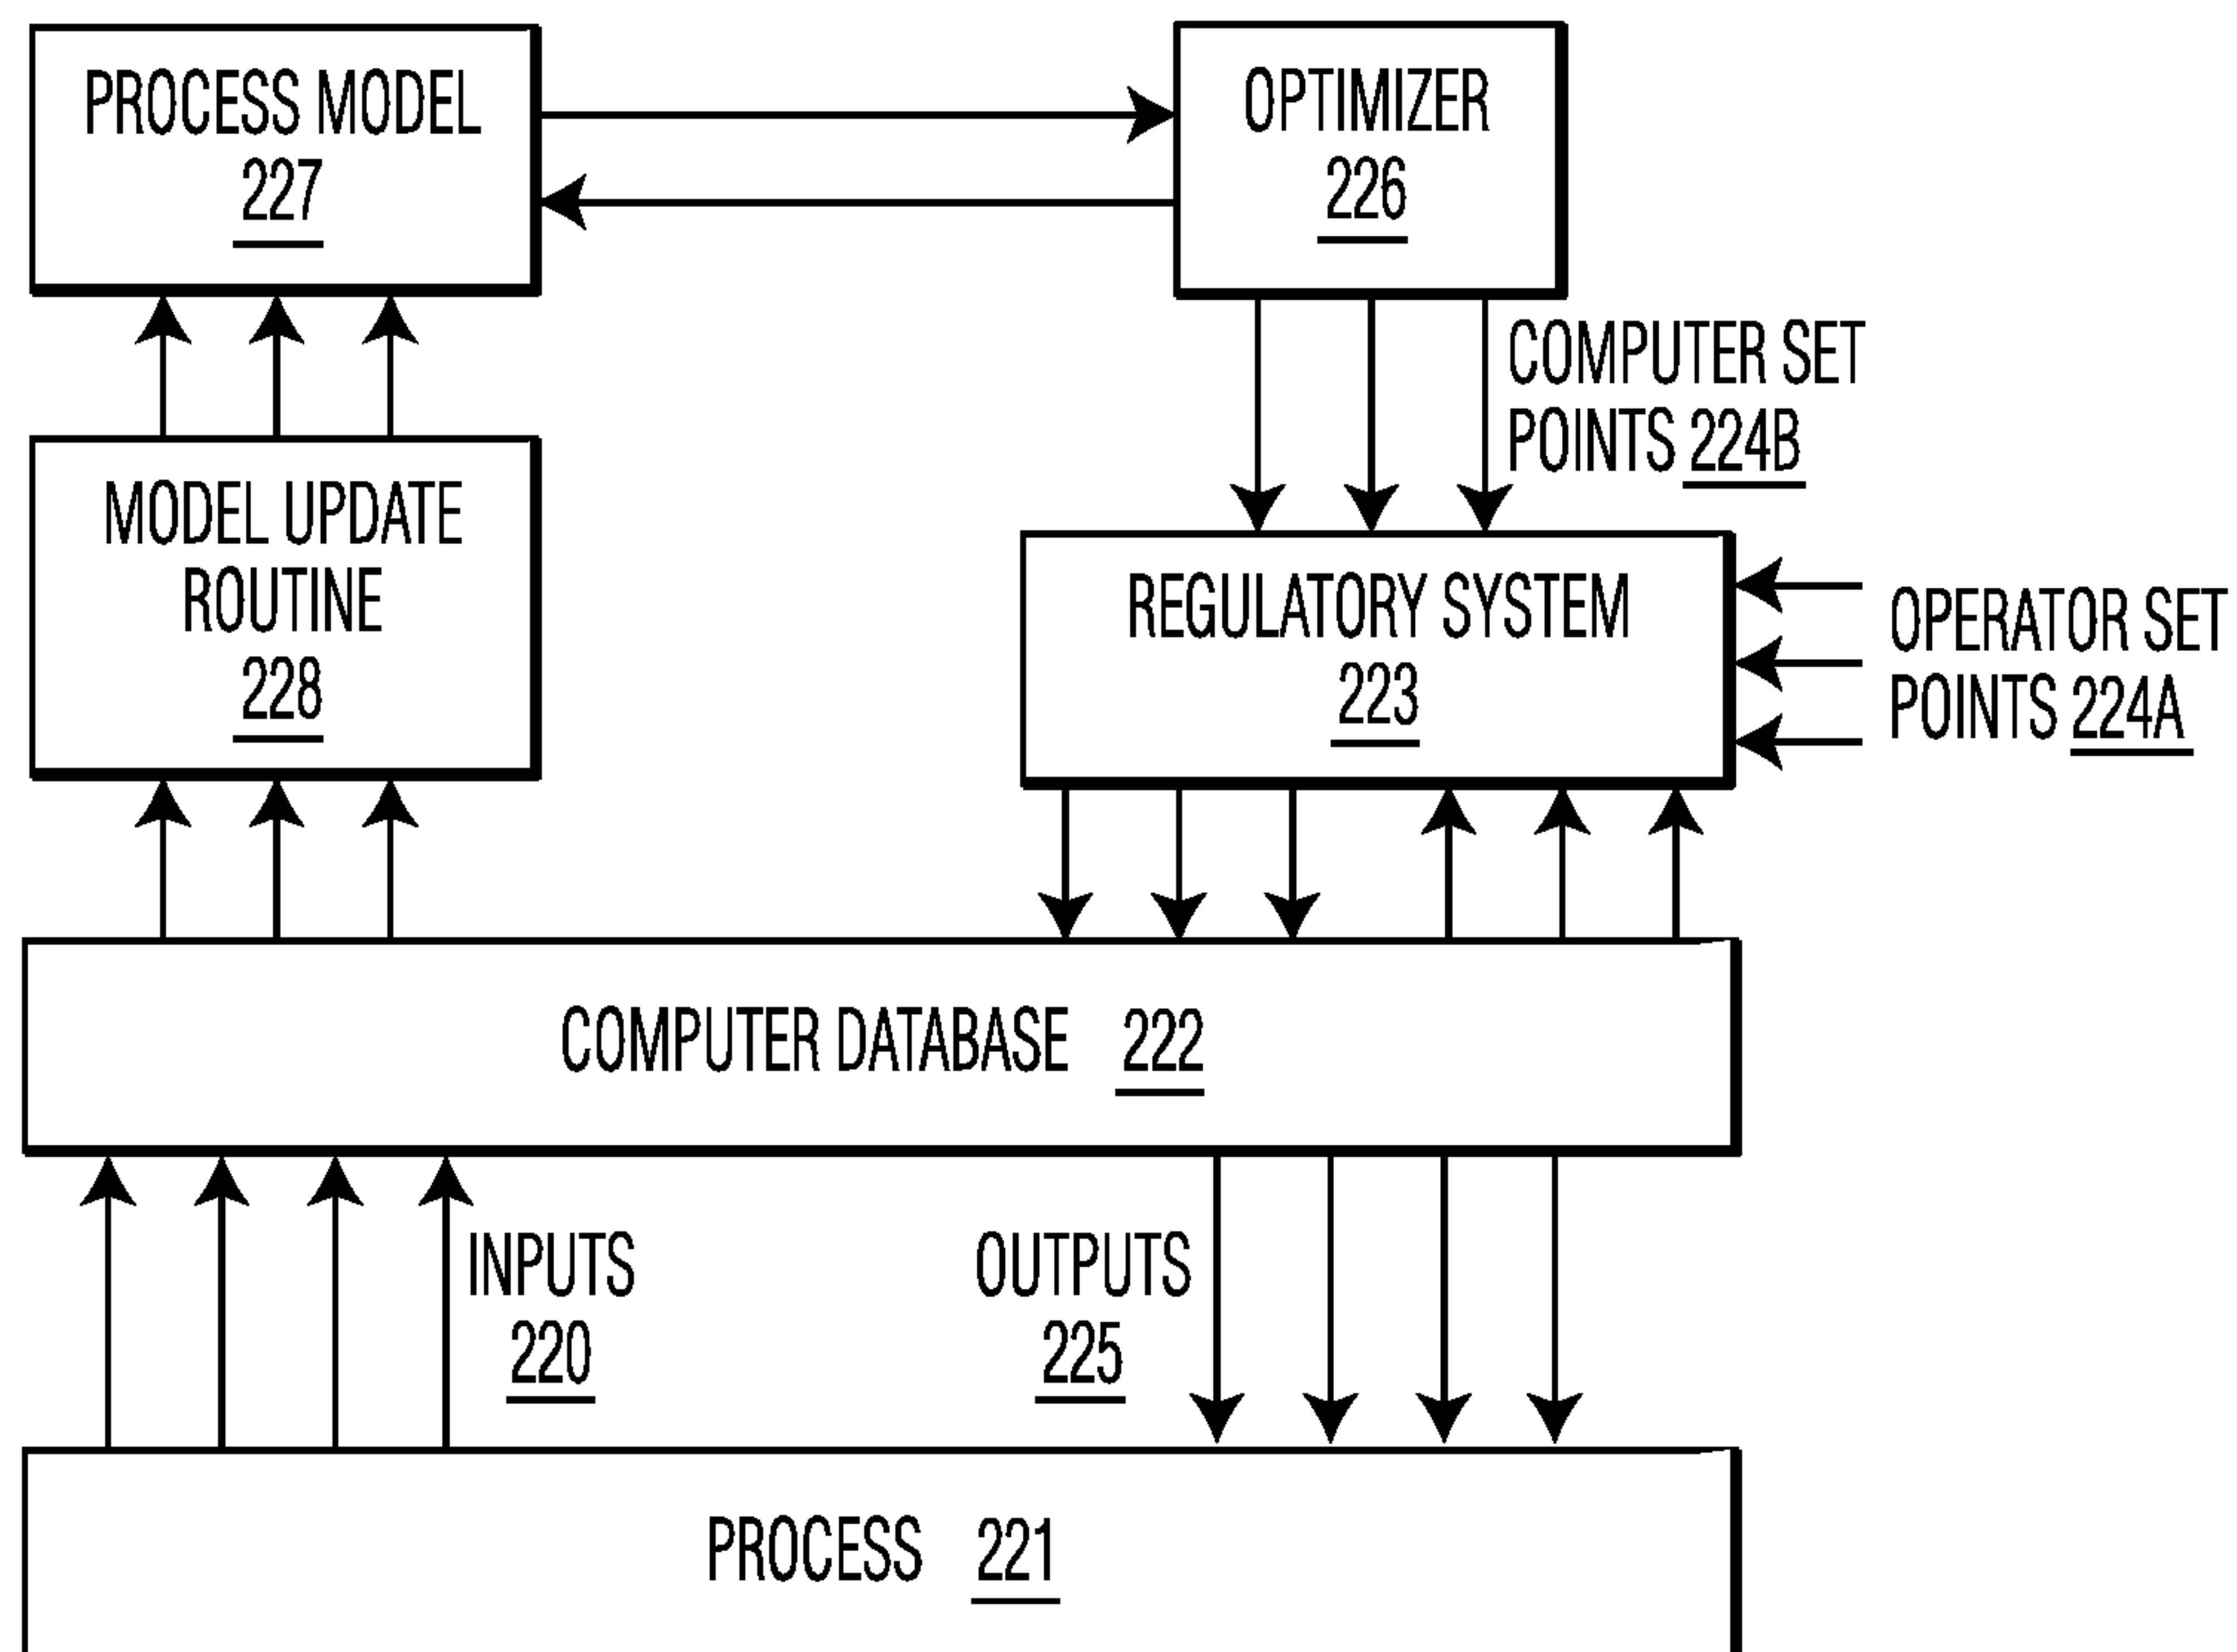 PROCESS MODEL
227
OPTIMIZER
226
COMPUTER SET
POINTS 224B
MODEL UPDATE
ROUTINE
228
REGULATORY SYSTEM
223
OPERATOR SET
POINTS 224A
COMPUTER DATABASE 222
INPUTS
220
OUTPUTS
225
PROCESS 221